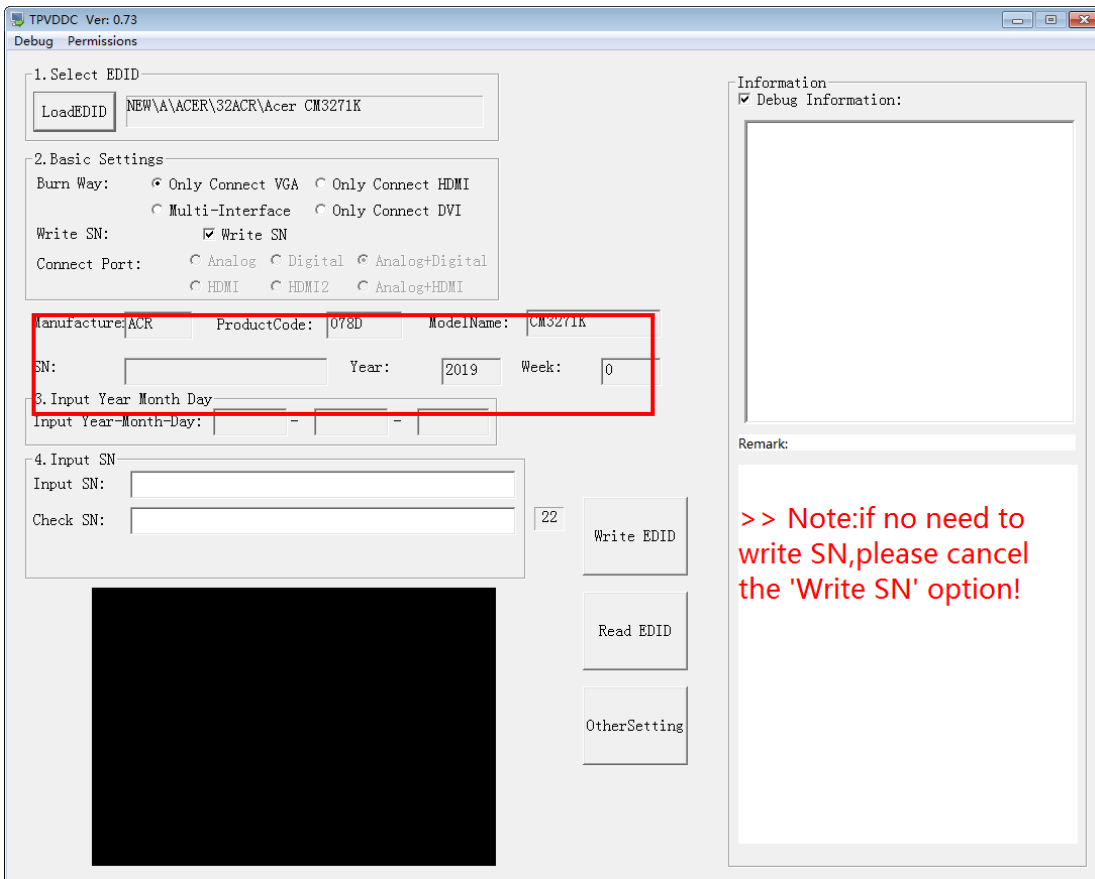 TPVDDC Ver: 0.73
Debug Permissions
1.Select EDID
LoadEDID NEW\A\ACER\32ACR\Acer CM3271K
2.Basic Settings
Burn Way: Only Connect VGA Only Connect HDMI
Multi-Interface Only Connect DVI
Write SN: Write SN
Connect Port: Analog Digital Analog+Digital
HDMI HDMI2 Analog+HDMI
Manufacture: ACR ProductCode: 078D ModelName: CM3271K
SN: Year: 2019 Week: 0
3.Input Year Month Day
Input Year-Month-Day: - -
4.Input SN
Input SN:
Check SN: 22
Write EDID
Read EDID
OtherSetting
Information
Debug Information:
Remark:
>> Note:if no need to
write SN,please cancel
the 'Write SN' option!